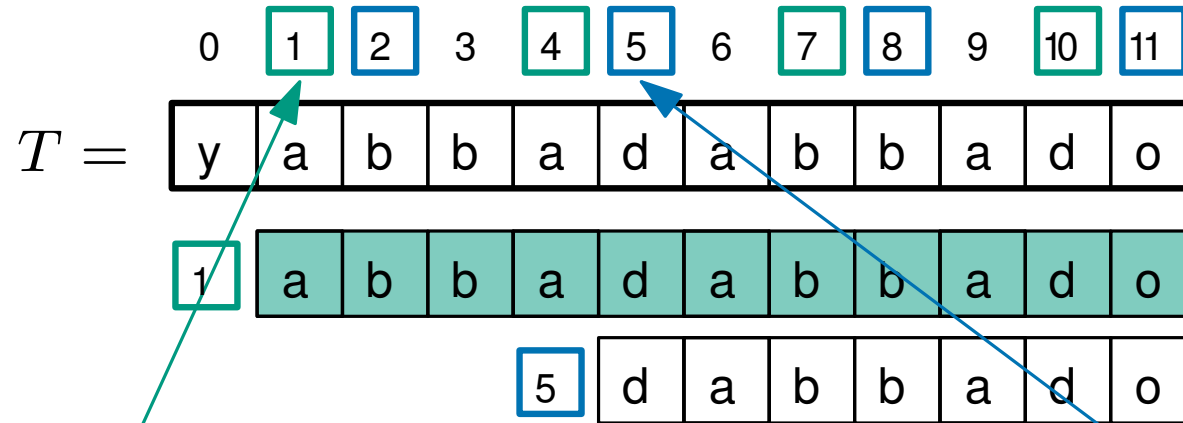 0 1 2 3 4 5 6 7 8 9 10 11
T = y a b b a d a b b a d o
1 a b b a d a b b a d o
5 d a b b a d o